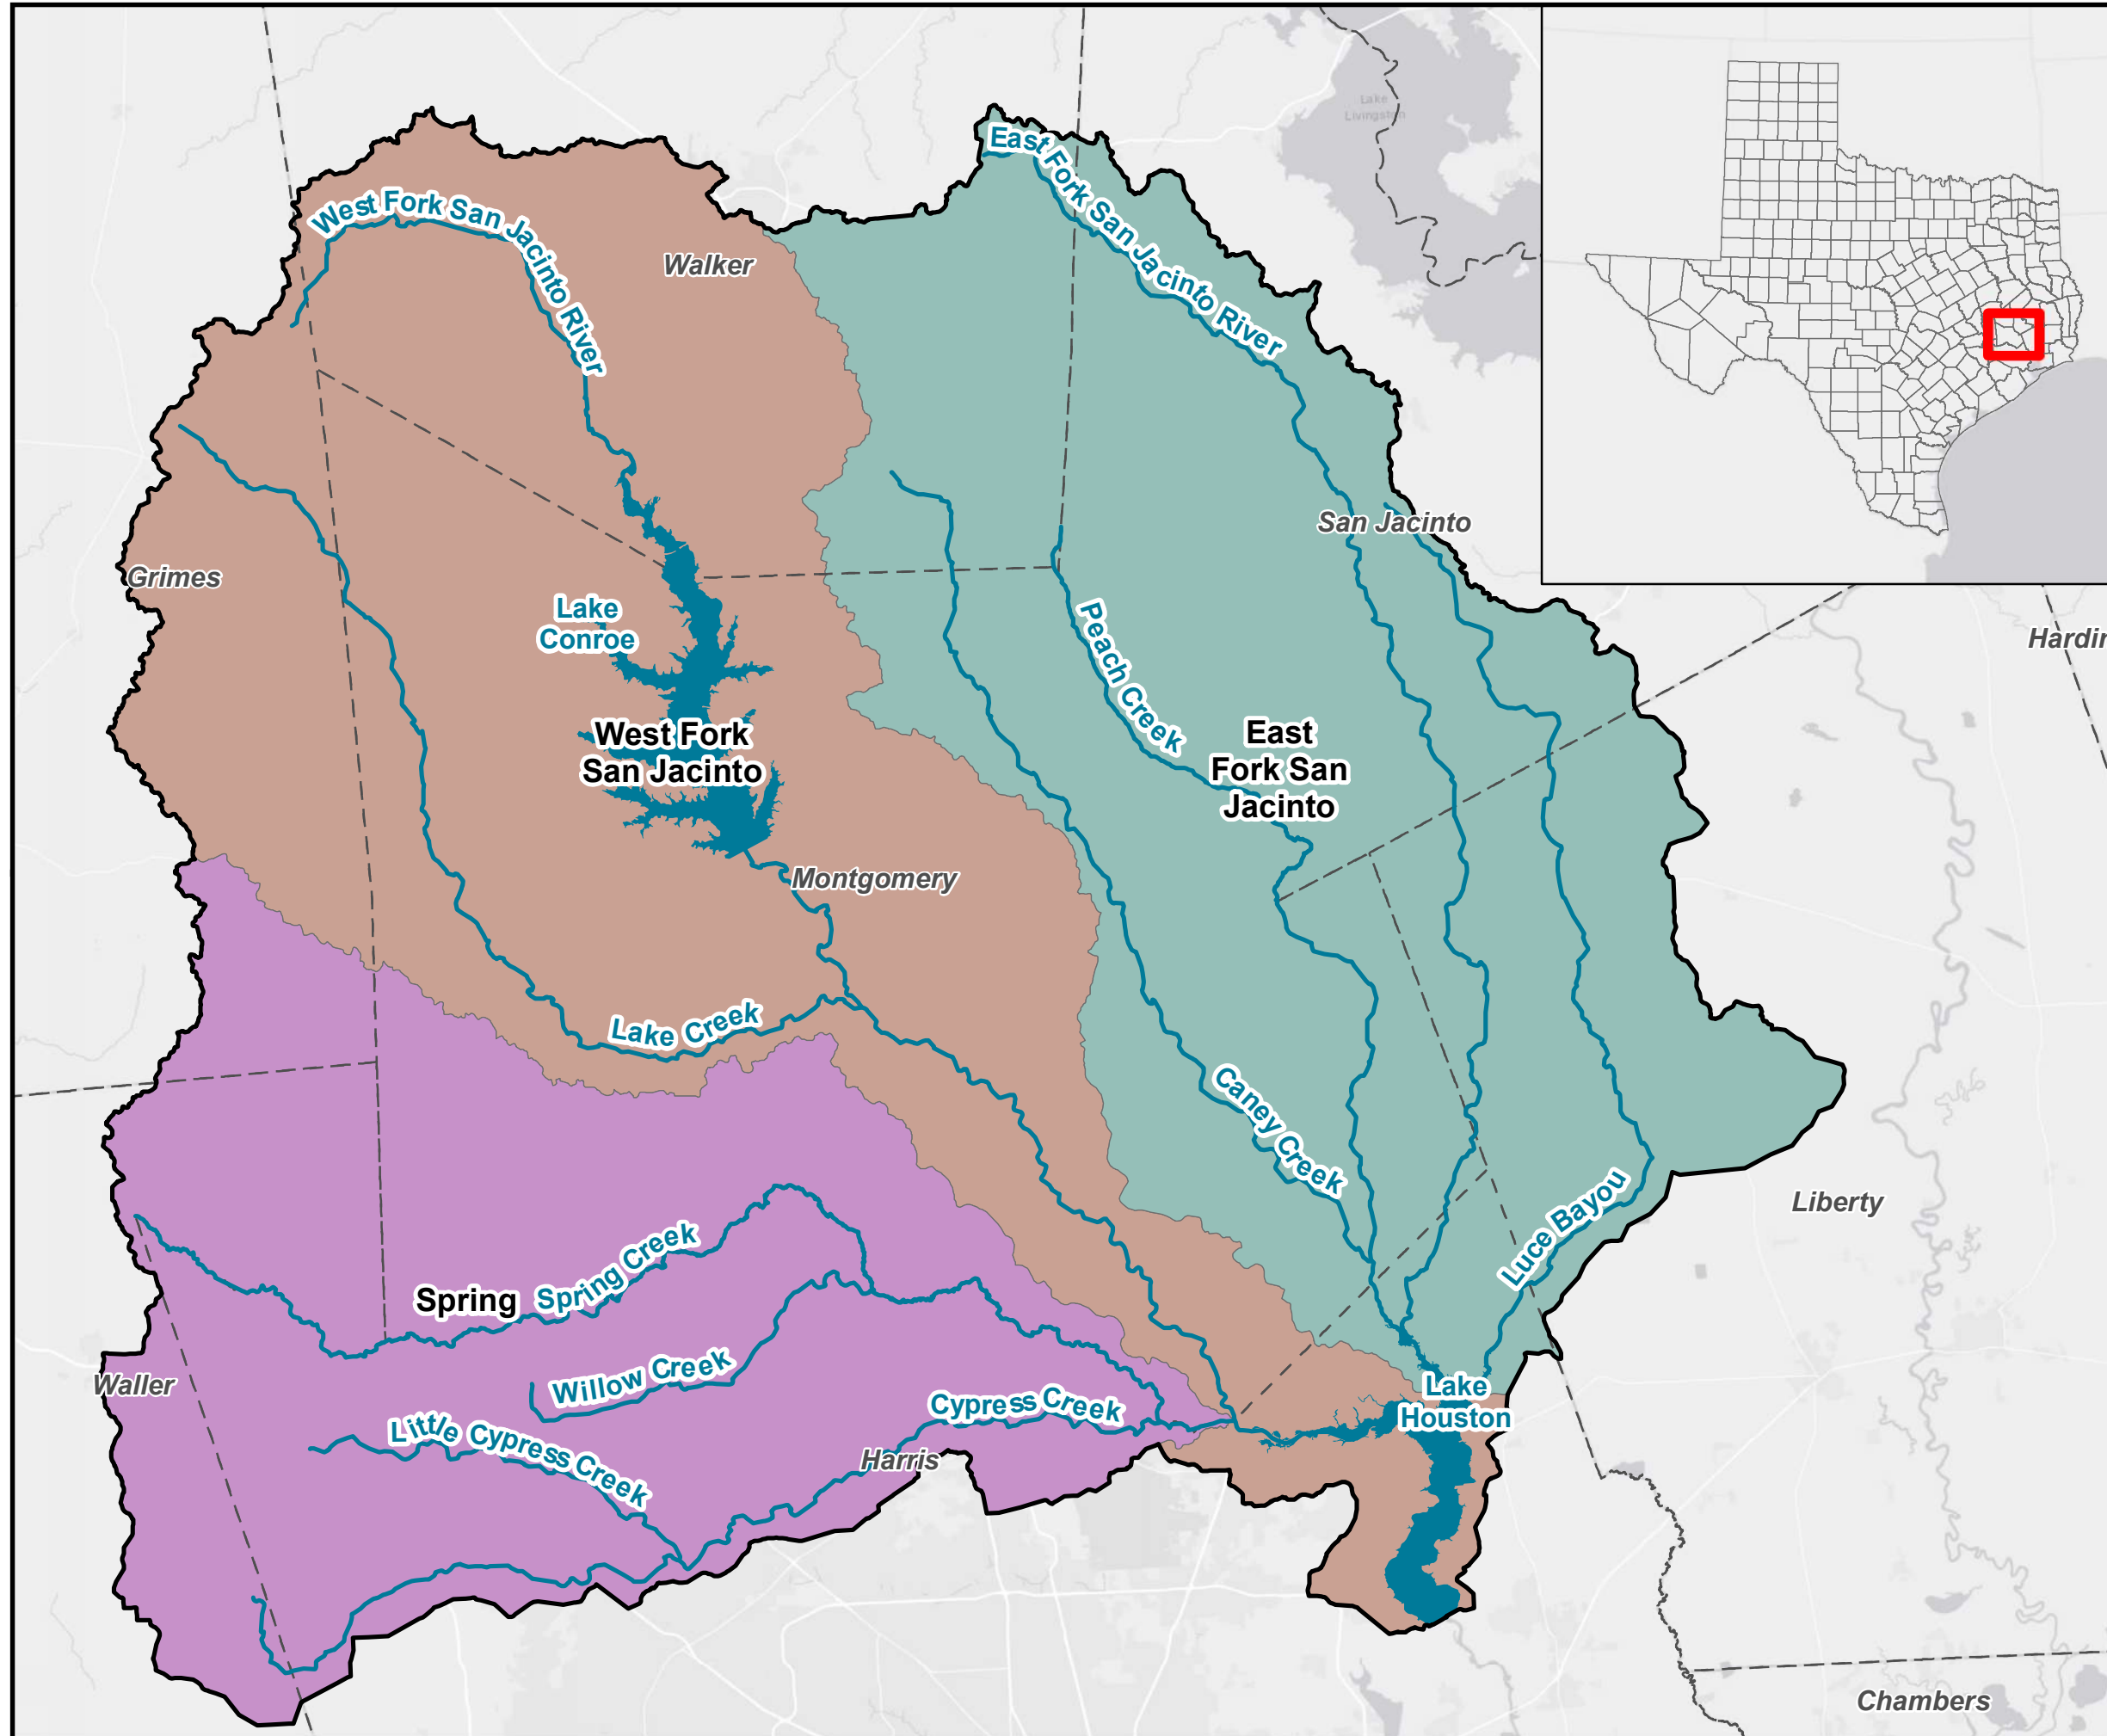 Lake
Livingston
East Fork San Jacinto River
West Fork San Jacinto River
Walker
San Jacinto
Grimes
Lake
Conroe
Peach Creek
Hardin
West Fork
San Jacinto
East
Fork San
Jacinto
Montgomery
Lake Creek
Caney Creek
Luce Bayou
Liberty
Spring
Spring Creek
Willow Creek
Waller
Cypress Creek
Lake
Houston
Little Cypress Creek
Harris
Chambers